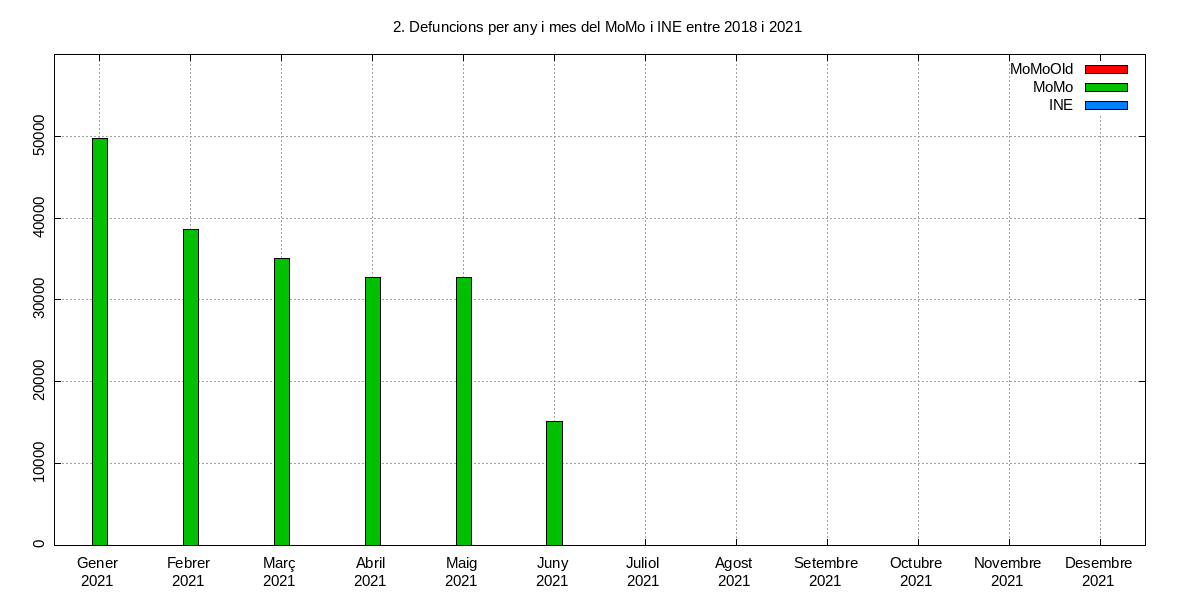 2. Defuncions per any i mes del MoMo i INE entre 2018 i 2021
MoMoOld
MoMo
INE
50000
40000
30000
20000
10000
0
Gener Febrer Març Abril Maig Juny Juliol Agost Setembre Octubre Novembre Desembre
2021 2021 2021 2021 2021 2021 2021 2021 2021 2021 2021 2021